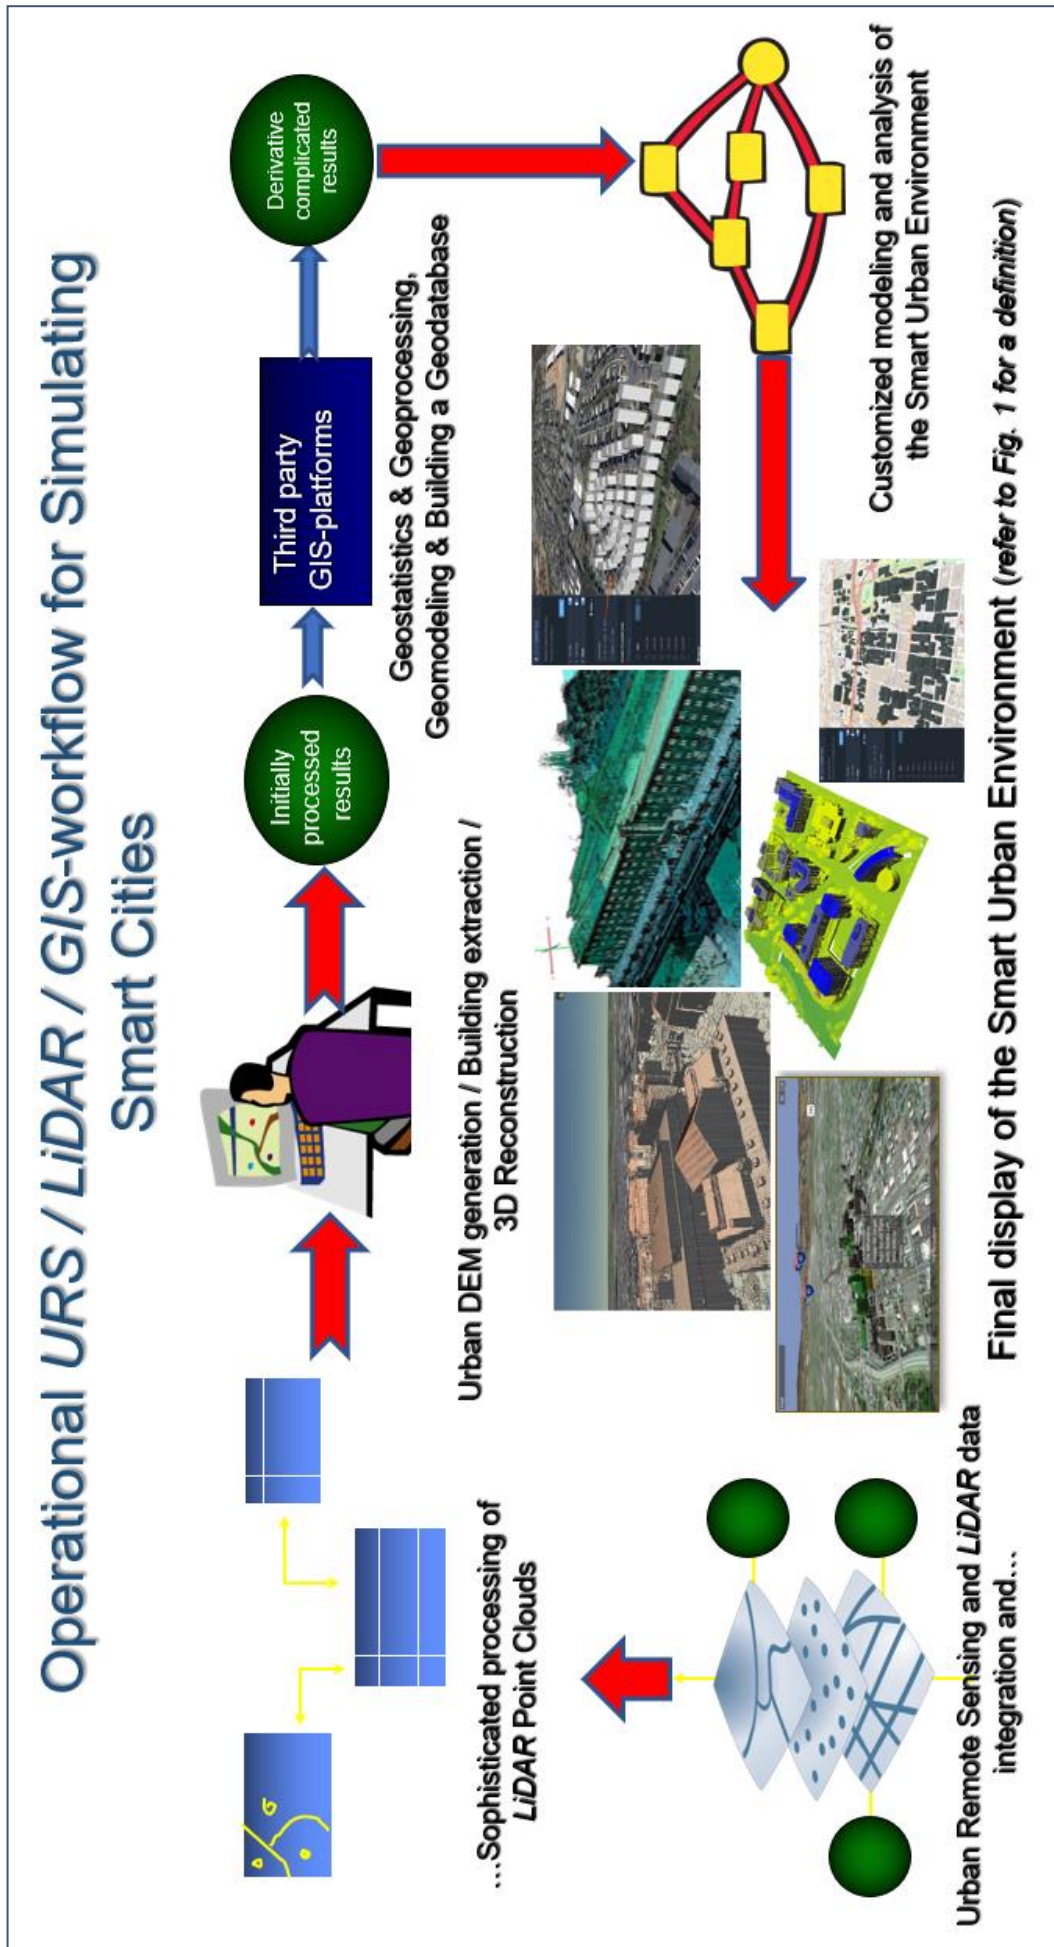 Operational URS / LiDAR / GIS-workflow for Simulating
Smart Cities
Urban Remote Sensing and LiDAR data
integration and…
…Sophisticated processing of
LiDAR Point Clouds
Urban DEM generation / Building extraction /
3D Reconstruction
Initially
processed
results
Third party
GIS-platforms
Geostatistics & Geoprocessing,
Geomodeling & Building a Geodatabase
Derivative
complicated
results
Customized modeling and analysis of
the Smart Urban Environment
Final display of the Smart Urban Environment (refer to Fig. 1 for a definition)